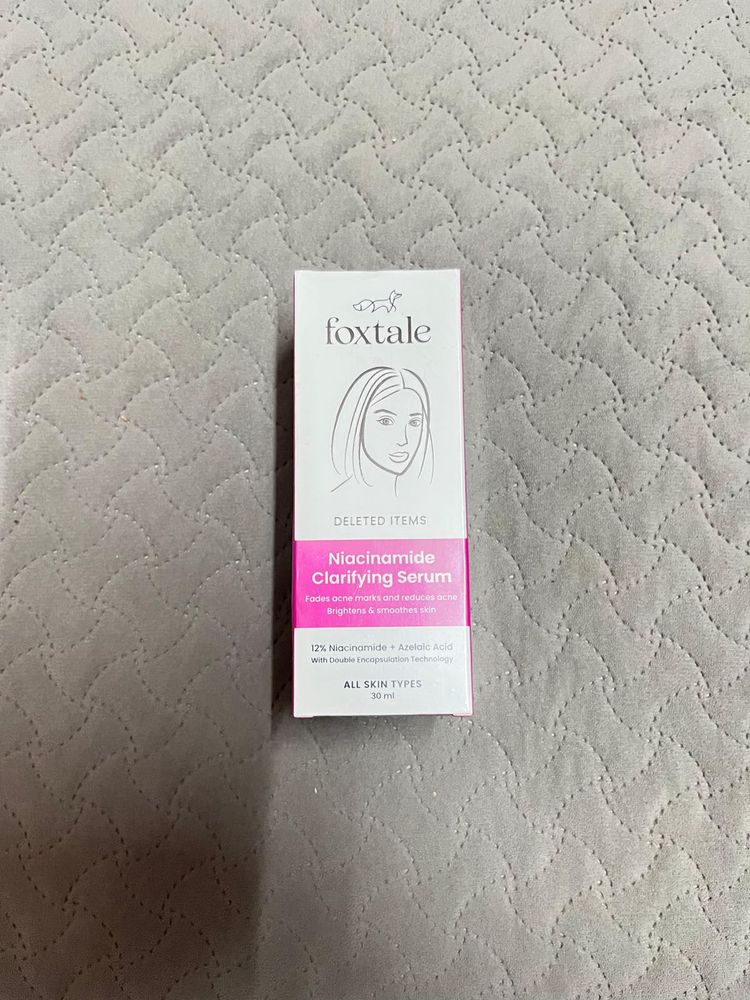 foxtale
DELETED ITEMS
Niacinamide
Clarifying Serum
Fades acne marks and reduces acne
Brightens & smoothes skin
12% Niacinamide + Azelaic Acid
With Double Encapsulation Technology
ALL SKIN TYPES
30 ml